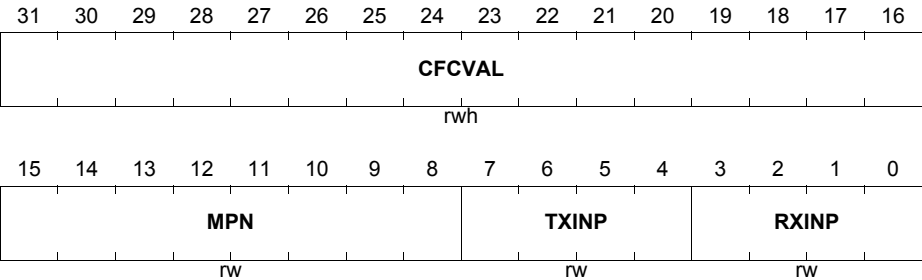 31 30 29 28 27 26 25 24 23 22 21 20 19 18 17 16
CFCVAL
rwh
15 14 13 12 11 10 9 8 7 6 5 4 3 2 1 0
MPN TXINP RXINP
rw rw rw